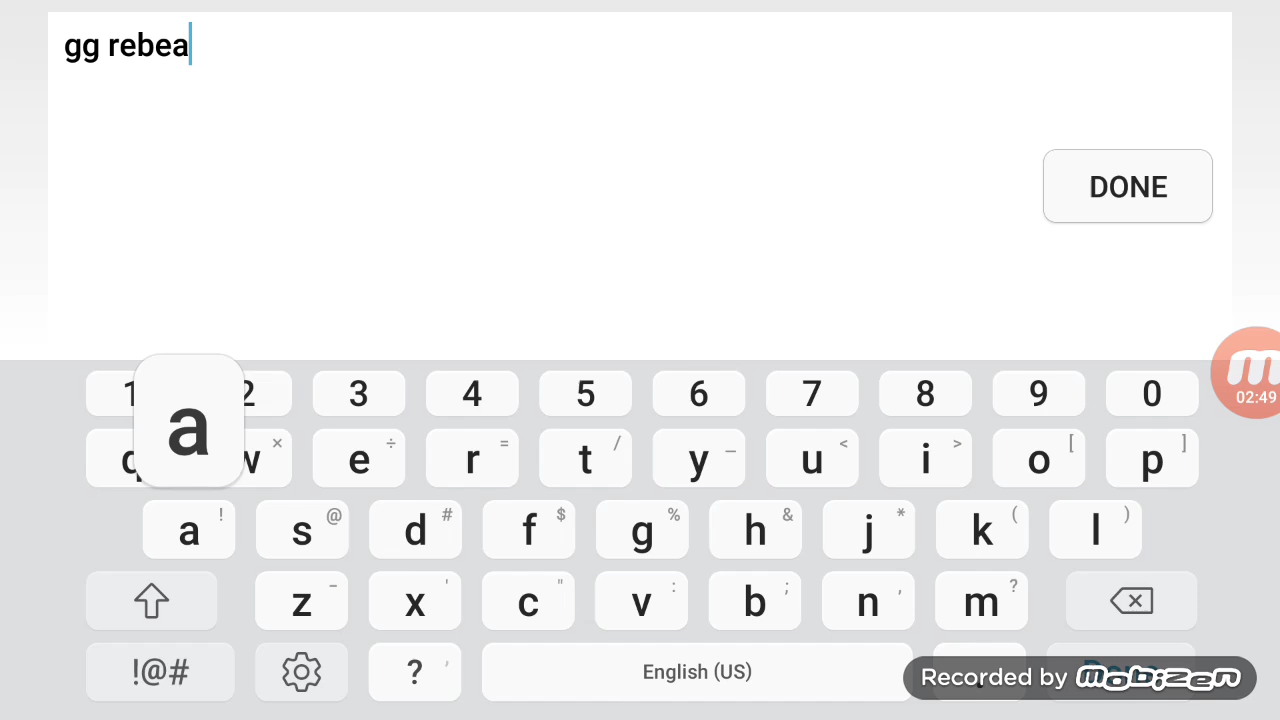 gg rebea
DONE
02:49
1 2 3 4 5 6 7 8 9 0
a
q w × e ÷ r = t / y _ u < i > o [ p ]
a ! s @ d # f $ g % h & j * k ( l )
z - x ' c " v : b ; n , m ?
!@# ? , English (US)
Recorded by mobizen